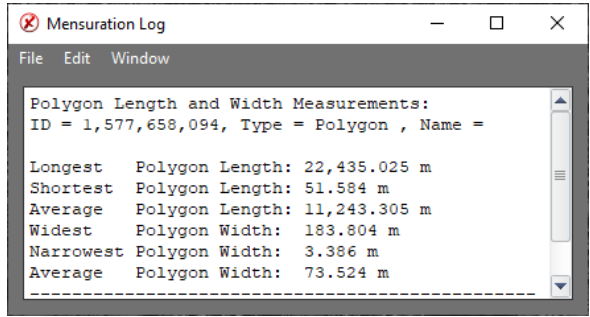 Mensuration Log
File Edit Window
Polygon Length and Width Measurements:
ID = 1,577,658,094, Type = Polygon , Name =
Longest Polygon Length: 22,435.025 m
Shortest Polygon Length: 51.584 m
Average Polygon Length: 11,243.305 m
Widest Polygon Width: 183.804 m
Narrowest Polygon Width: 3.386 m
Average Polygon Width: 73.524 m
--------------------------------------------------